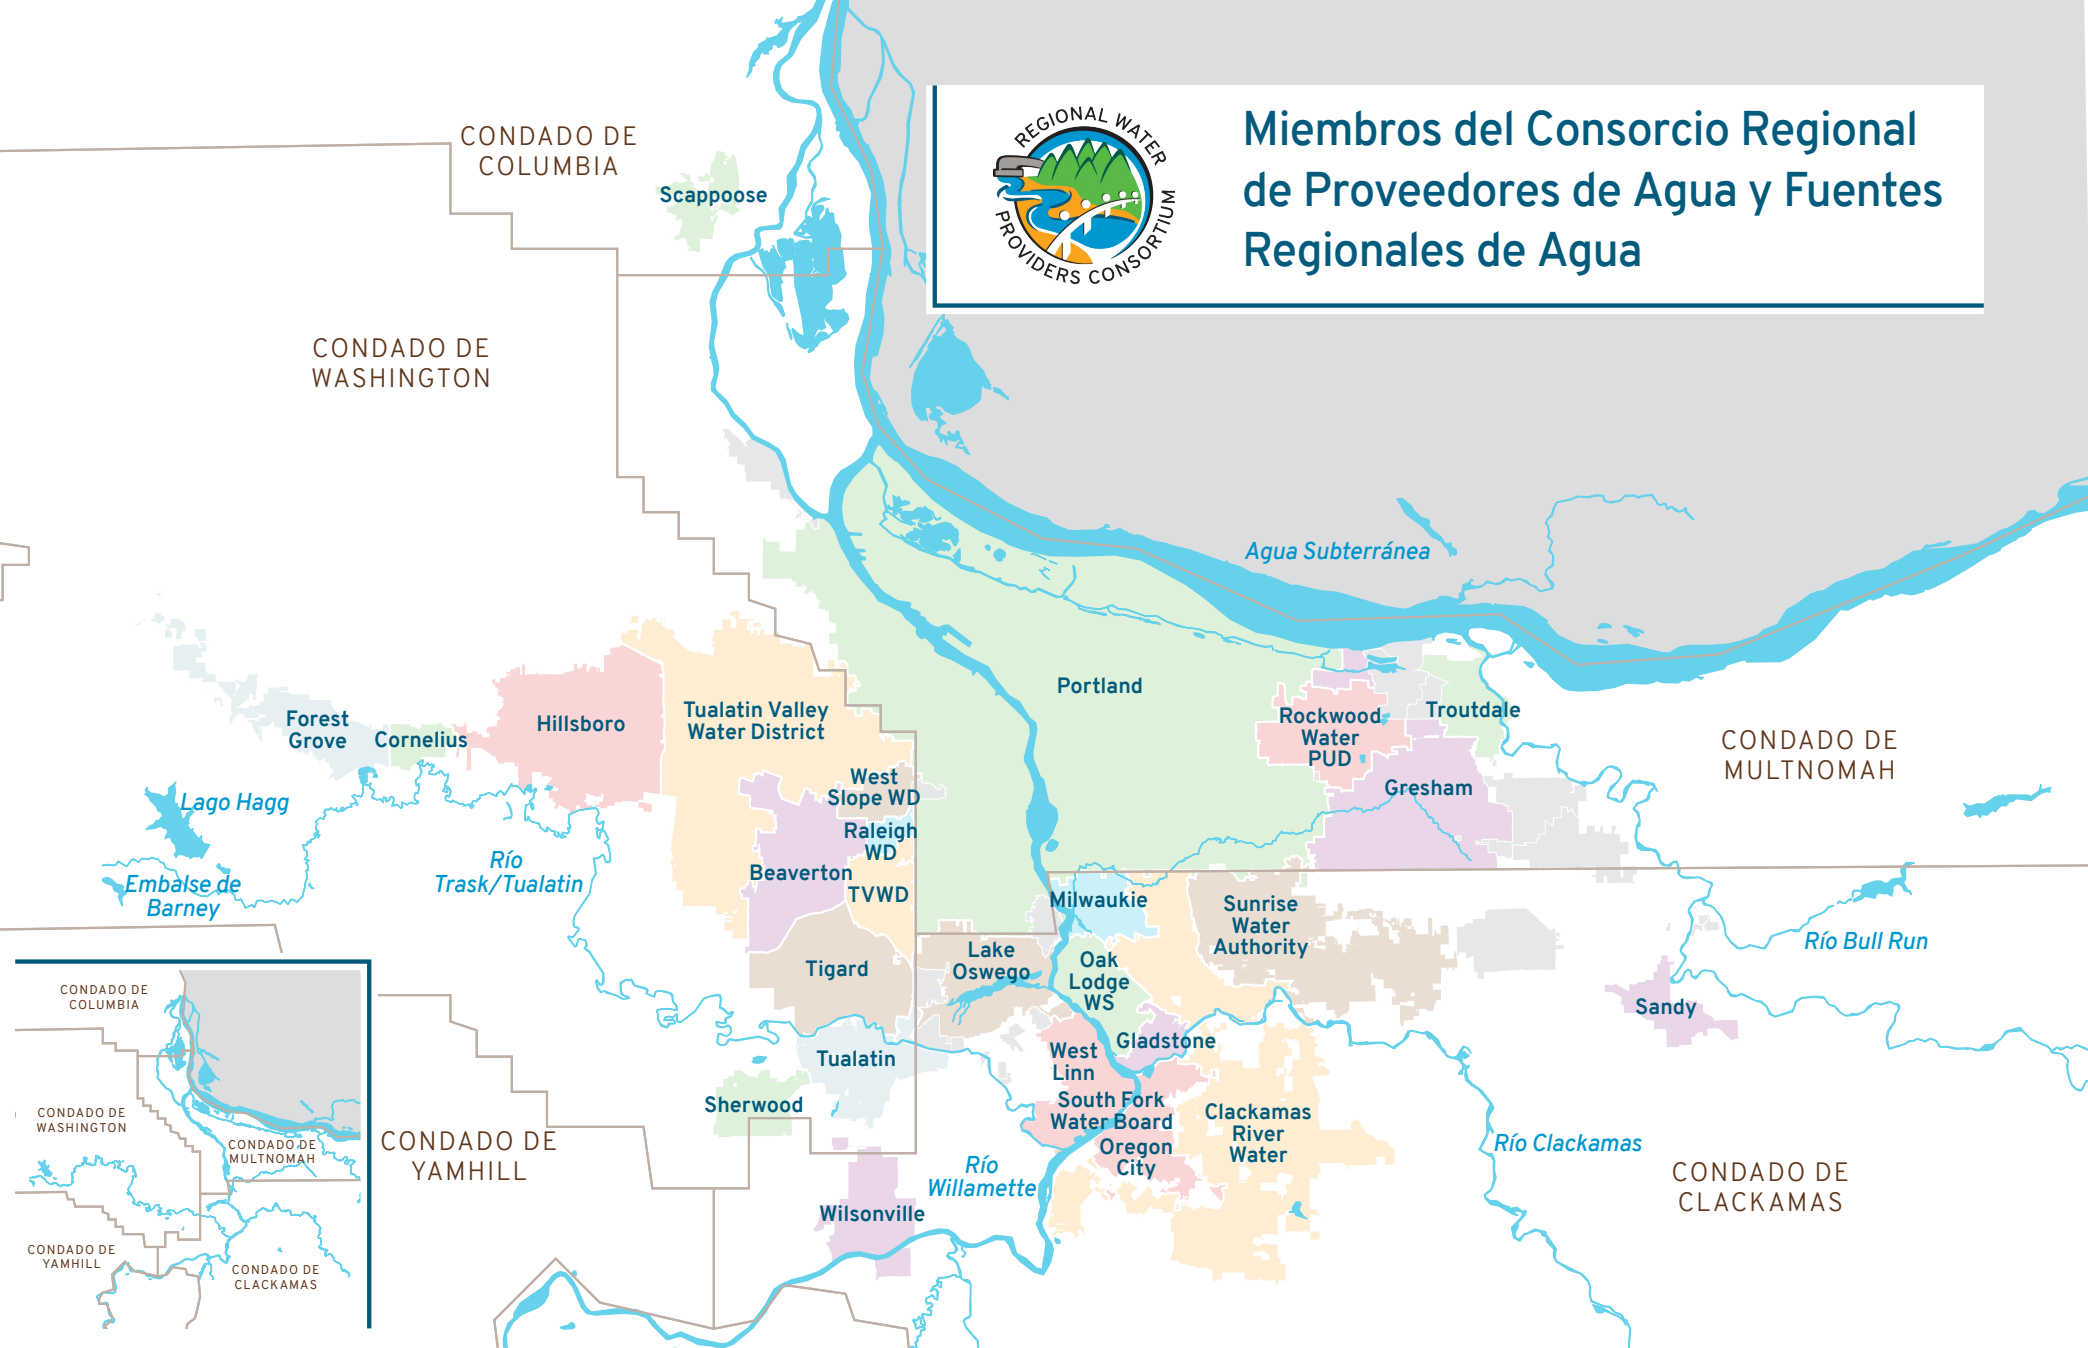 REGIONAL WATER
PROVIDERS CONSORTIUM
Miembros del Consorcio Regional
de Proveedores de Agua y Fuentes
Regionales de Agua
CONDADO DE
COLUMBIA
Scappoose
CONDADO DE
WASHINGTON
Agua Subterránea
Portland
Forest
Grove
Cornelius
Hillsboro
Tualatin Valley
Water District
Rockwood
Water
PUD
Troutdale
Gresham
CONDADO DE
MULTNOMAH
West
Slope WD
Raleigh
WD
Beaverton
TVWD
Lago Hagg
Embalse de
Barney
Río
Trask/Tualatin
Milwaukie
Sunrise
Water
Authority
Río Bull Run
Tigard
Lake
Oswego
Oak
Lodge
WS
Sandy
Gladstone
Tualatin
West
Linn
Sherwood
South Fork
Water Board
Oregon
City
Clackamas
River
Water
Río Clackamas
CONDADO DE
CLACKAMAS
CONDADO DE
YAMHILL
Río
Willamette
Wilsonville
CONDADO DE
COLUMBIA
CONDADO DE
WASHINGTON
CONDADO DE
MULTNOMAH
CONDADO DE
YAMHILL
CONDADO DE
CLACKAMAS